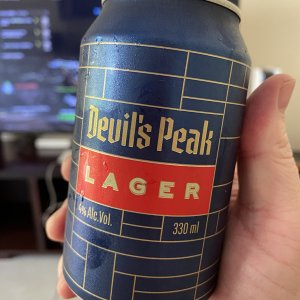 Devil's Peak
LAGER
4% Alc. Vol.
330 ml